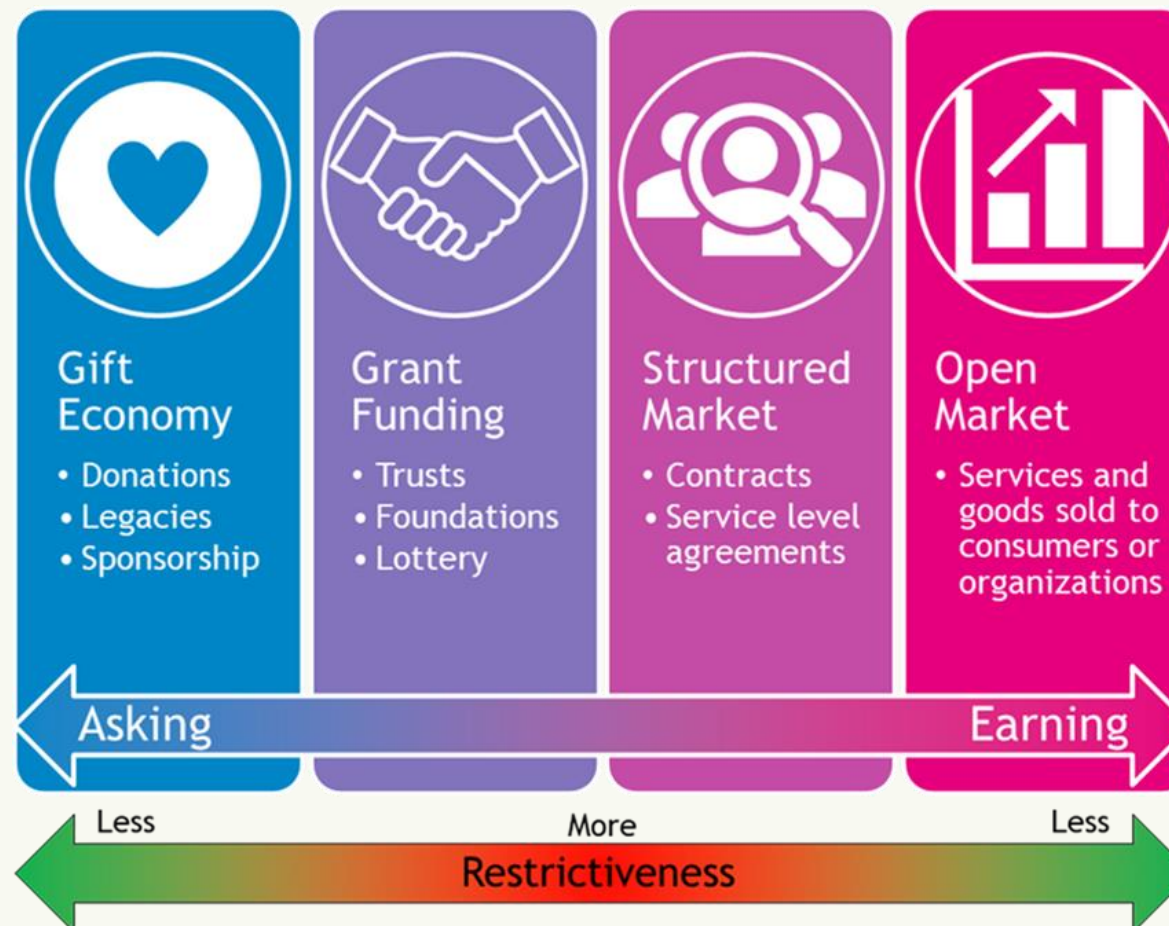 Gift
Economy
• Donations
• Legacies
• Sponsorship
Grant
Funding
• Trusts
• Foundations
• Lottery
Structured
Market
• Contracts
• Service level
agreements
Open
Market
• Services and
goods sold to
consumers or
organizations
Asking
Earning
Less
More
Less
Restrictiveness